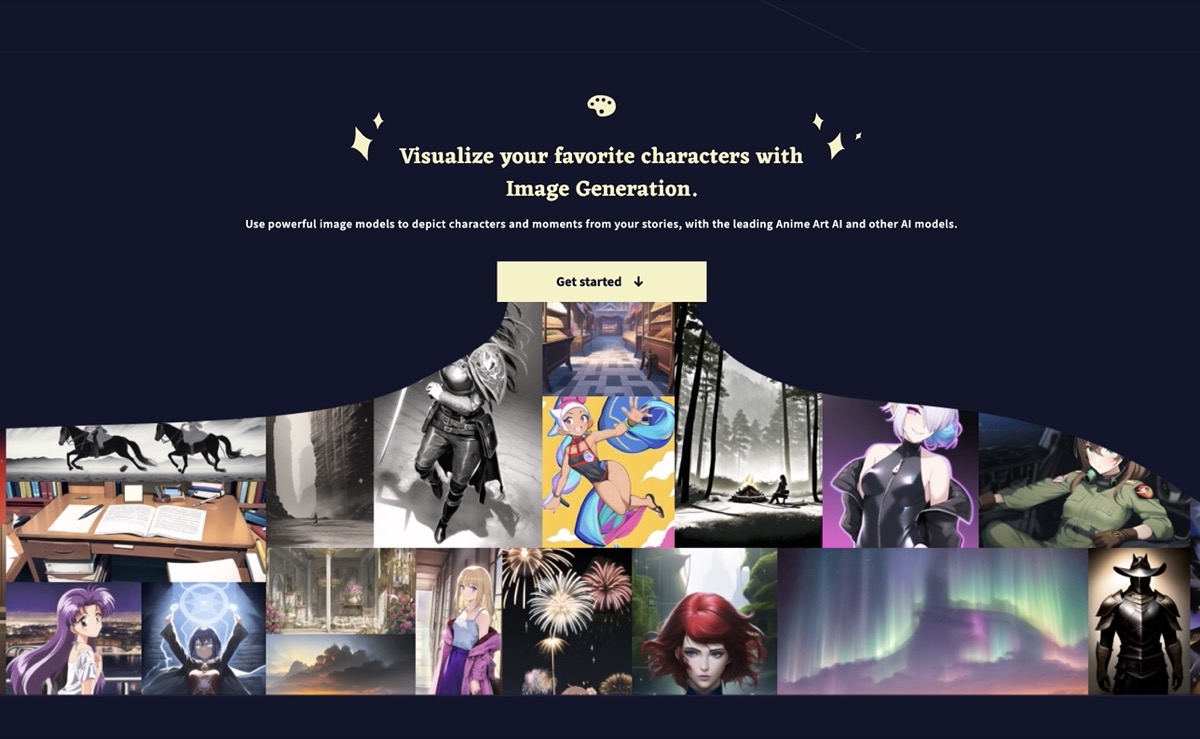 Visualize your favorite characters with
Image Generation.
Use powerful image models to depict characters and moments from your stories, with the leading Anime Art AI and other AI models.
Get started